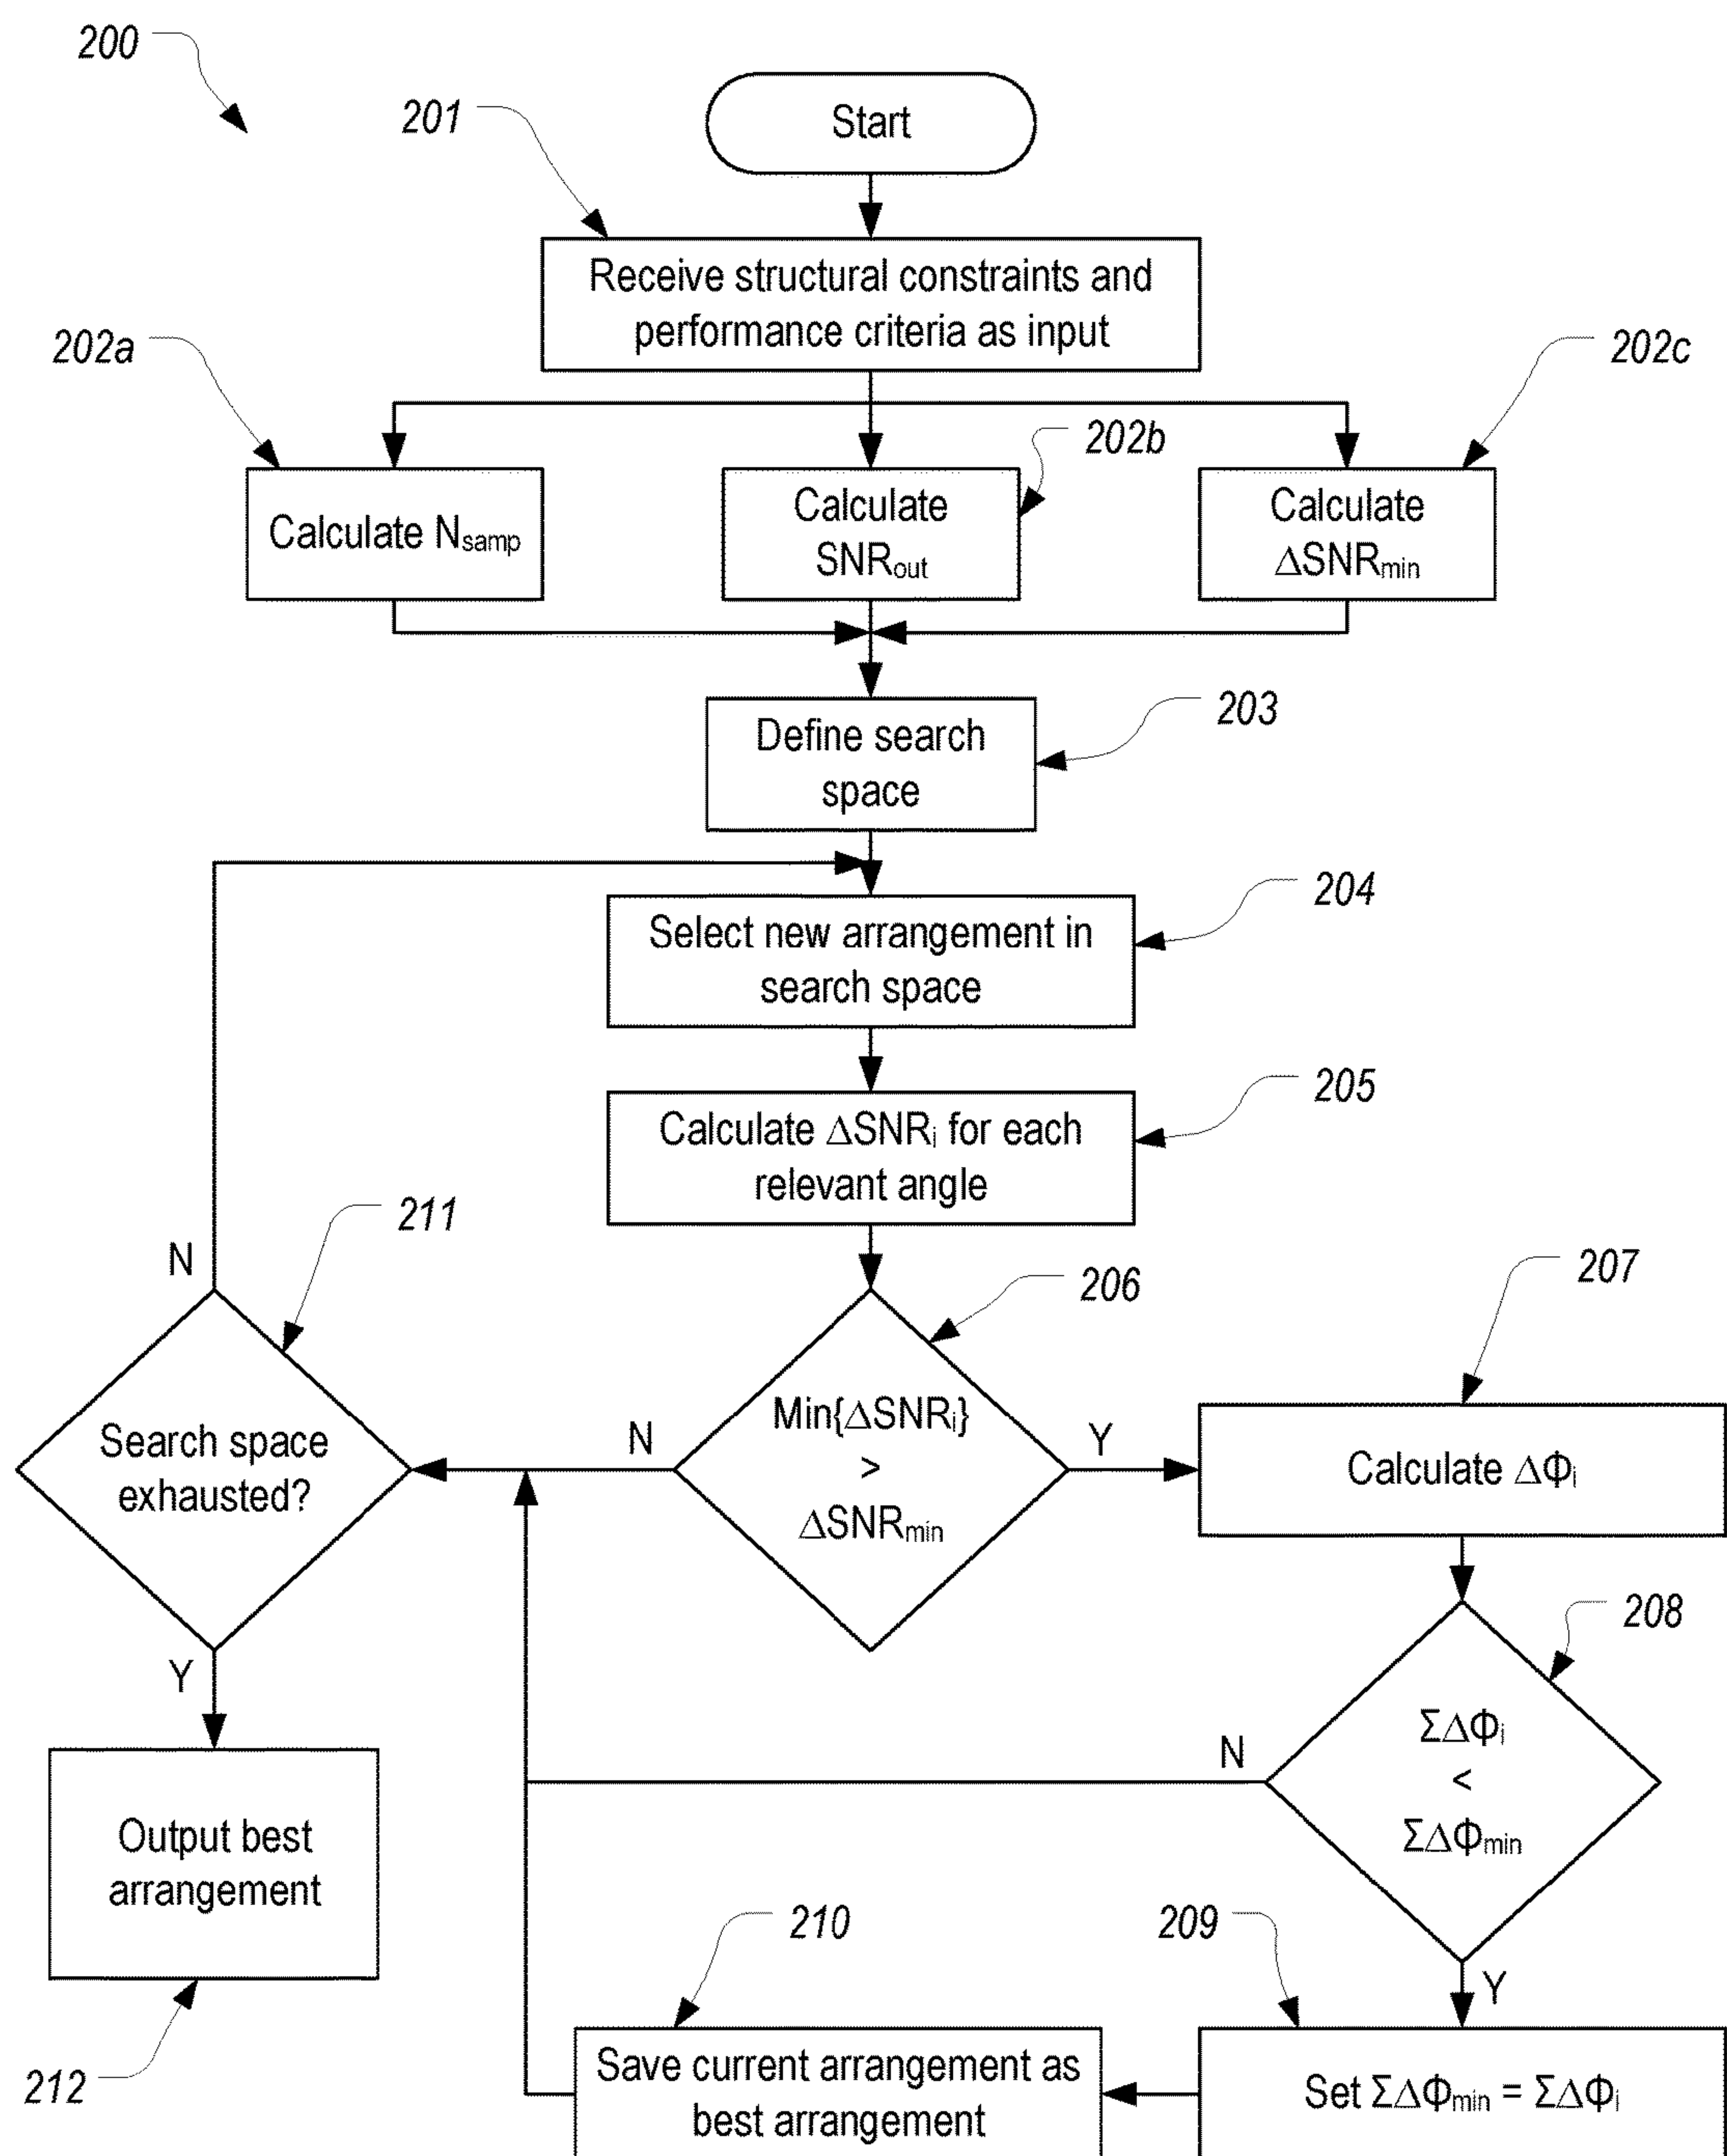 200
Start
201
Receive structural constraints and
performance criteria as input
202a
202b
202c
Calculate Nsamp
Calculate
SNRout
Calculate
ΔSNRmin
203
Define search
space
204
Select new arrangement in
search space
205
Calculate ΔSNRi for each
relevant angle
206
Min{ΔSNRi}
>
ΔSNRmin
N
Y
207
Calculate ΔΦi
208
ΣΔΦi
<
ΣΔΦmin
N
Y
209
Set ΣΔΦmin = ΣΔΦi
210
Save current arrangement as
best arrangement
211
Search space
exhausted?
N
Y
Output best
arrangement
212